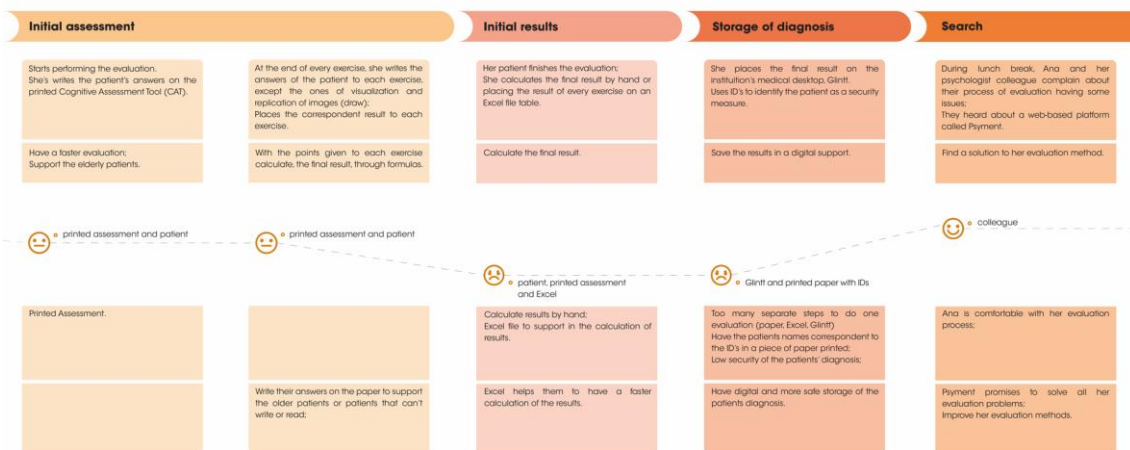 Initial assessment
Initial results
Storage of diagnosis
Search
Starts performing the evaluation.
She's writes the patient's answers on the
printed Cognitive Assessment Tool (CAT).
At the end of every exercise, she writes the
answers of the patient to each exercise,
except the ones of visualization and
replication of images (draw);
Places the correspondent result to each
exercise.
Her patient finishes the evaluation;
She calculates the final result by hand or
placing the result of every exercise on an
Excel file table.
She places the final result on the
instituition's medical desktop, Glintt.
Uses ID's to identify the patient as a security
measure.
During lunch break, Ana and her
psychologist colleague complain about
their process of evaluation having some
issues;
They heard about a web-based platform
called Psyment.
Have a faster evaluation;
Support the elderly patients.
With the points given to each exercise
calculate, the final result, through formulas.
Calculate the final result.
Save the results in a digital support.
Find a solution to her evaluation method.
printed assessment and patient
printed assessment and patient
patient, printed assessment
and Excel
Glintt and printed paper with IDs
colleague
Printed Assessment.
Calculate results by hand;
Excel file to support in the calculation of
results.
Too many separate steps to do one
evaluation (paper, Excel, Glintt)
Have the patients names correspondent to
the ID's in a piece of paper printed;
Low security of the patients' diagnosis;
Ana is comfortable with her evaluation
process;
Write their answers on the paper to support
the older patients or patients that can't
write or read;
Excel helps them to have a faster
calculation of the results.
Have digital and more safe storage of the
patients diagnosis.
Psyment promises to solve all her
evaluation problems;
Improve her evaluation methods.